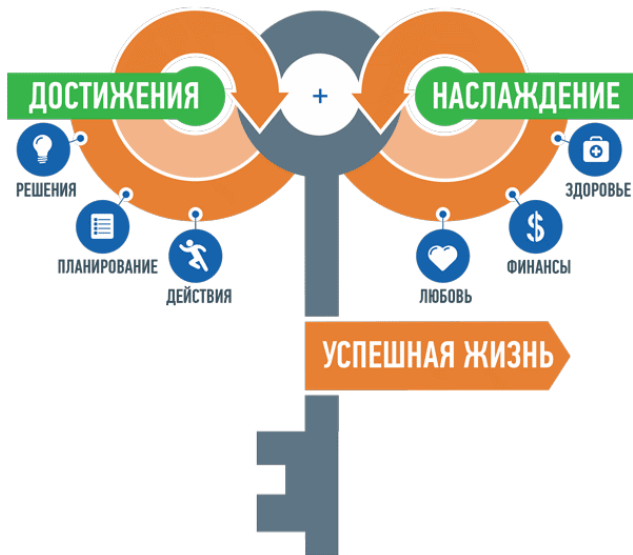 ДОСТИЖЕНИЯ
+
НАСЛАЖДЕНИЕ
РЕШЕНИЯ
ПЛАНИРОВАНИЕ
ДЕЙСТВИЯ
ЛЮБОВЬ
$
ФИНАНСЫ
ЗДОРОВЬЕ
УСПЕШНАЯ ЖИЗНЬ